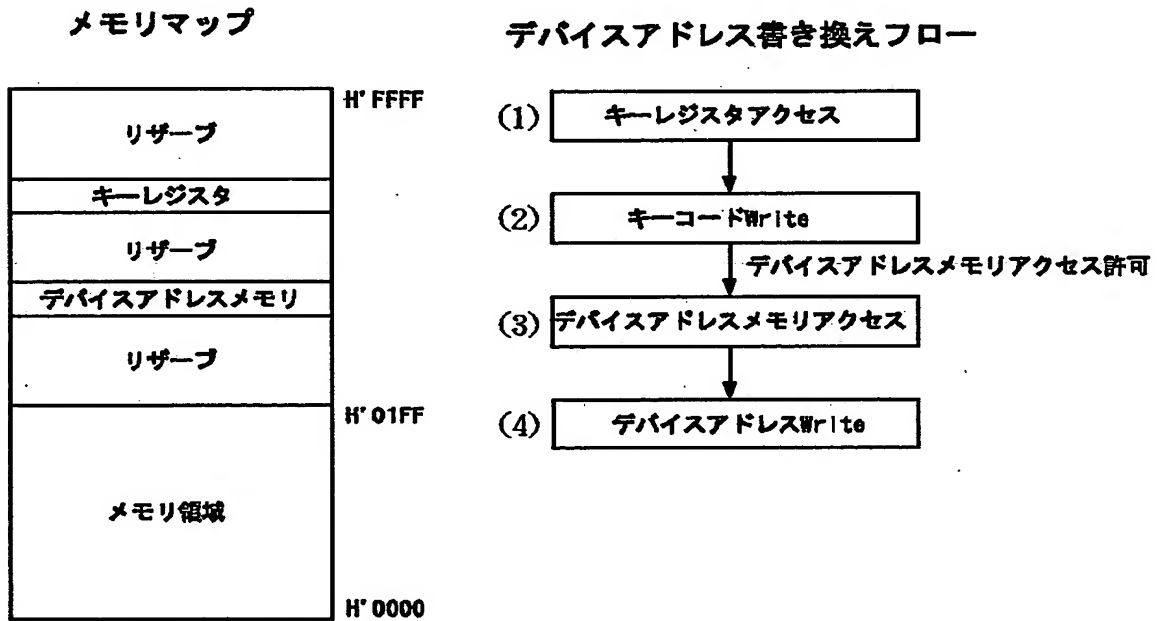 メモリマップ
H' FFFF
リザーブ
キーレジスタ
リザーブ
デバイスアドレスメモリ
リザーブ
H' 01FF
メモリ領域
H' 0000
デバイスアドレス書き換えフロー
(1) キーレジスタアクセス
(2) キーコードWrite
デバイスアドレスメモリアクセス許可
(3) デバイスアドレスメモリアクセス
(4) デバイスアドレスWrite